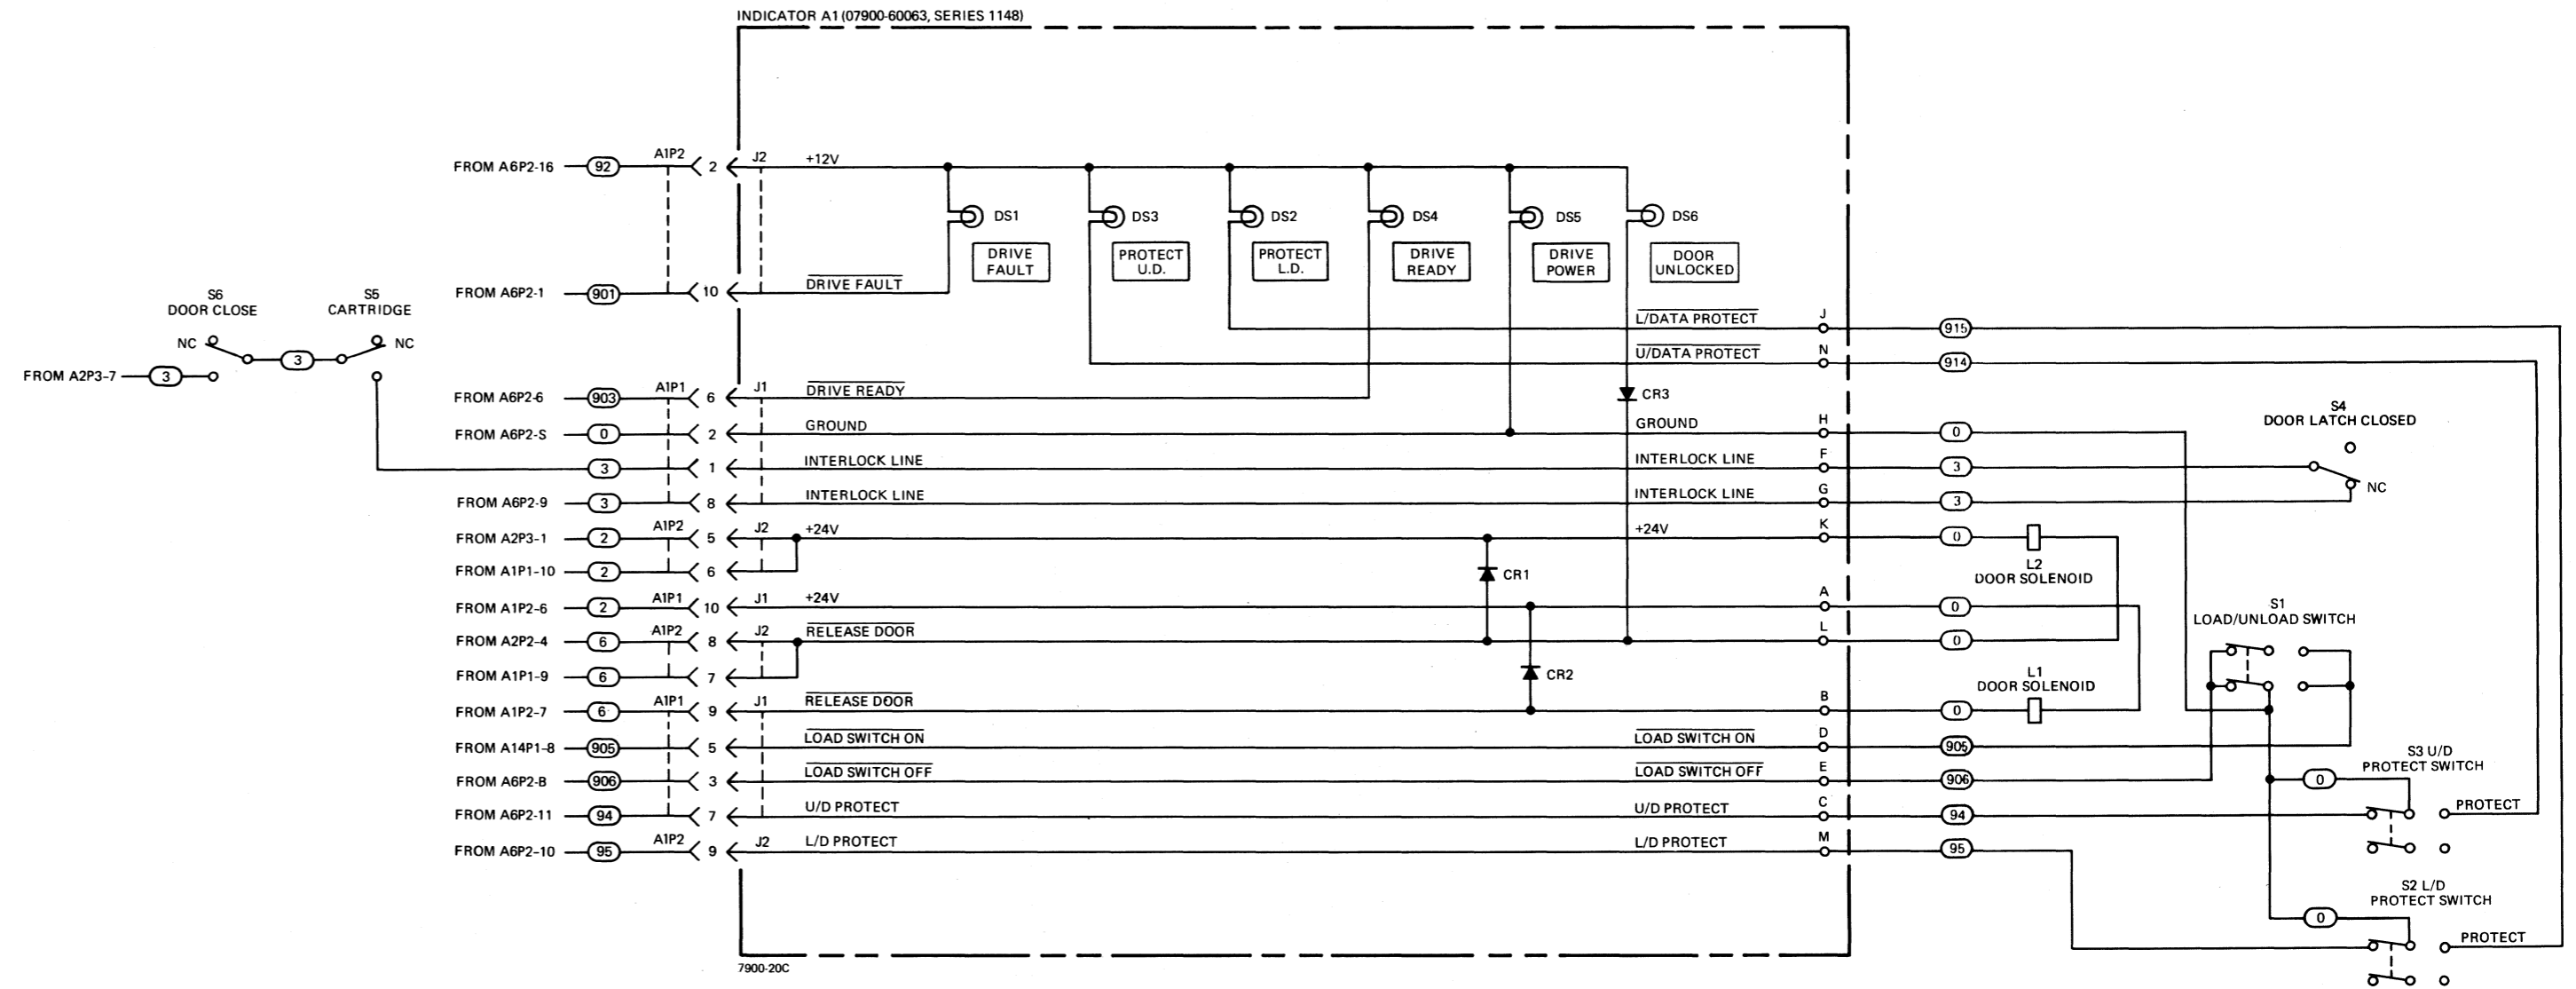 INDICATOR A1 (07900-60063, SERIES 1148)
FROM A6P2-16 92 A1P2 2 J2 +12V
DS1 DS3 DS2 DS4 DS5 DS6
DRIVE FAULT
PROTECT U.D.
PROTECT L.D.
DRIVE READY
DRIVE POWER
DOOR UNLOCKED
FROM A6P2-1 901 10 DRIVE FAULT
S6 DOOR CLOSE
S5 CARTRIDGE
NC 3 NC
FROM A2P3-7 3
L/DATA PROTECT J 915
U/DATA PROTECT N 914
FROM A6P2-6 903 A1P1 6 J1 DRIVE READY
CR3
FROM A6P2-S 0 2 GROUND GROUND H 0
S4
DOOR LATCH CLOSED
3 1 INTERLOCK LINE INTERLOCK LINE F 3
NC
FROM A6P2-9 3 8 INTERLOCK LINE INTERLOCK LINE G 3
FROM A2P3-1 2 A1P2 5 J2 +24V +24V K 0
L2
DOOR SOLENOID
FROM A1P1-10 2 6
CR1
FROM A1P2-6 2 A1P1 10 J1 +24V A 0
S1
LOAD/UNLOAD SWITCH
FROM A2P2-4 6 A1P2 8 J2 RELEASE DOOR L 0
FROM A1P1-9 6 7
CR2
L1
DOOR SOLENOID
FROM A1P2-7 6 A1P1 9 J1 RELEASE DOOR B 0
FROM A14P1-8 905 5 LOAD SWITCH ON LOAD SWITCH ON D 905
S3 U/D
PROTECT SWITCH
FROM A6P2-B 906 3 LOAD SWITCH OFF LOAD SWITCH OFF E 906
0
FROM A6P2-11 94 7 U/D PROTECT U/D PROTECT C 94
PROTECT
FROM A6P2-10 95 A1P2 9 J2 L/D PROTECT L/D PROTECT M 95
S2 L/D
PROTECT SWITCH
0
PROTECT
7900-20C